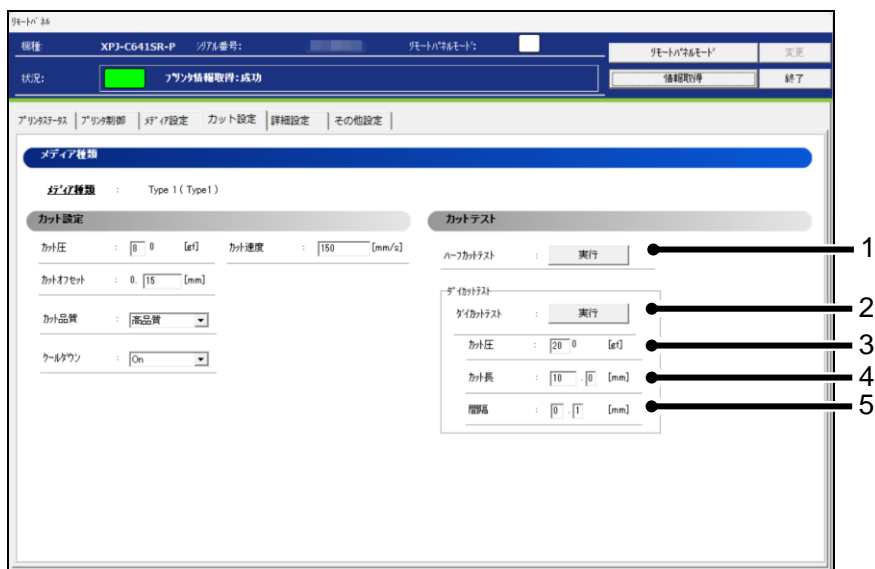 ﾘﾓｰﾄﾊﾟﾈﾙ
機種: XPJ-C641SR-P ｼﾘｱﾙ番号: ﾘﾓｰﾄﾊﾟﾈﾙﾓｰﾄﾞ: ﾘﾓｰﾄﾊﾟﾈﾙﾓｰﾄﾞ 変更
状況: ﾌﾟﾘﾝﾀ情報取得:成功 情報取得 終了
ﾌﾟﾘﾝﾀｽﾃｰﾀｽ ﾌﾟﾘﾝﾀ制御 ﾒﾃﾞｨｱ設定 カット設定 詳細設定 その他設定
メディア種類
ﾒﾃﾞｨｱ種類 : Type 1 ( Type1 )
カット設定 カットテスト
ｶｯﾄ圧 : 8 0 [gf] ｶｯﾄ速度 : 150 [mm/s]
ﾊｰﾌｶｯﾄﾃｽﾄ : 実行 1
ｶｯﾄｵﾌｾｯﾄ : 0. 15 [mm]
ﾀﾞｲｶｯﾄﾃｽﾄ
ｶｯﾄ品質 : 高品質
ﾀﾞｲｶｯﾄﾃｽﾄ : 実行 2
ｸｰﾙﾀﾞｳﾝ : On
ｶｯﾄ圧 : 20 0 [gf] 3
ｶｯﾄ長 : 10 .0 [mm] 4
間隔 : 0 .1 [mm] 5